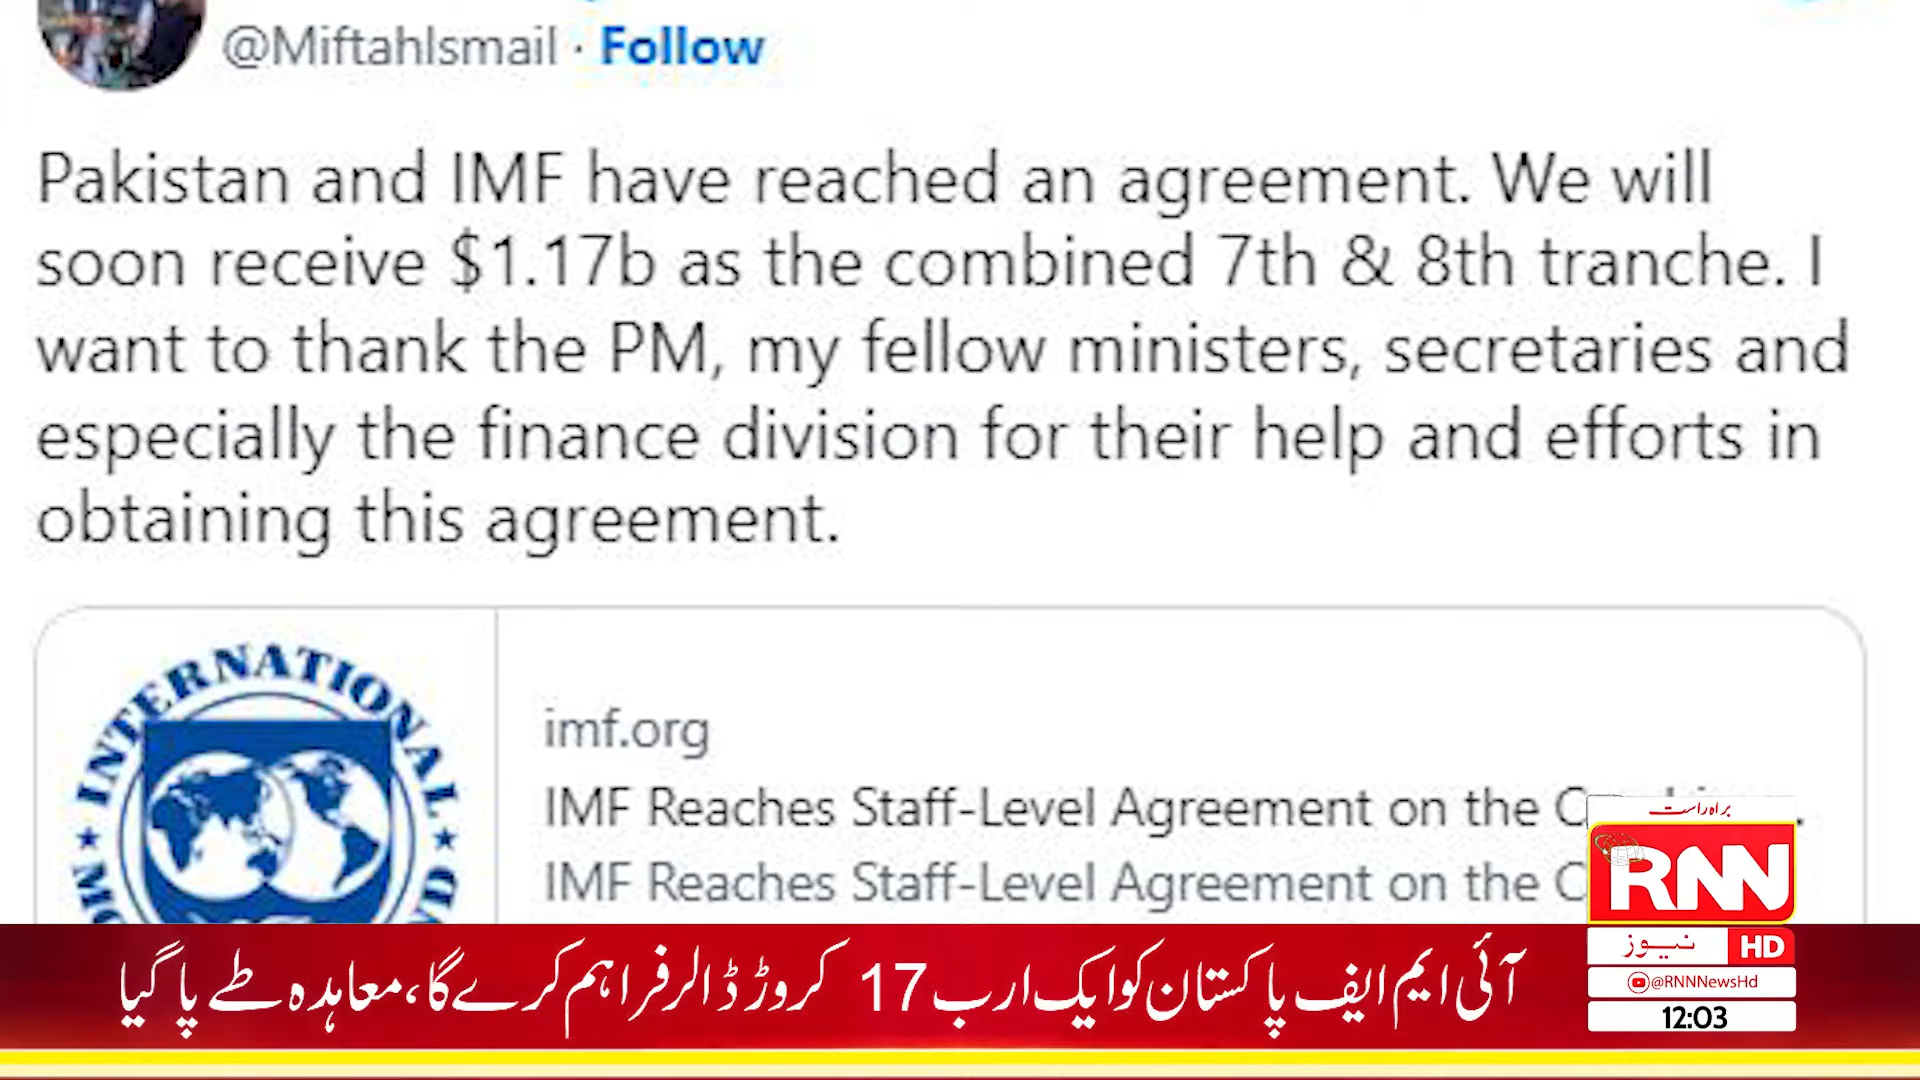 @MiftahIsmail · Follow
Pakistan and IMF have reached an agreement. We will
soon receive $1.17b as the combined 7th & 8th tranche. I
want to thank the PM, my fellow ministers, secretaries and
especially the finance division for their help and efforts in
obtaining this agreement.
INTERNATIONAL
imf.org
IMF Reaches Staff-Level Agreement on the
IMF Reaches Staff-Level Agreement on the
براہ راست
RNN
نیوز HD
@RNNNewsHd
12:03
آئی ایم ایف پاکستان کو ایک ارب 17 کروڑ ڈالر فراہم کرے گا، معاہدہ طے پا گیا